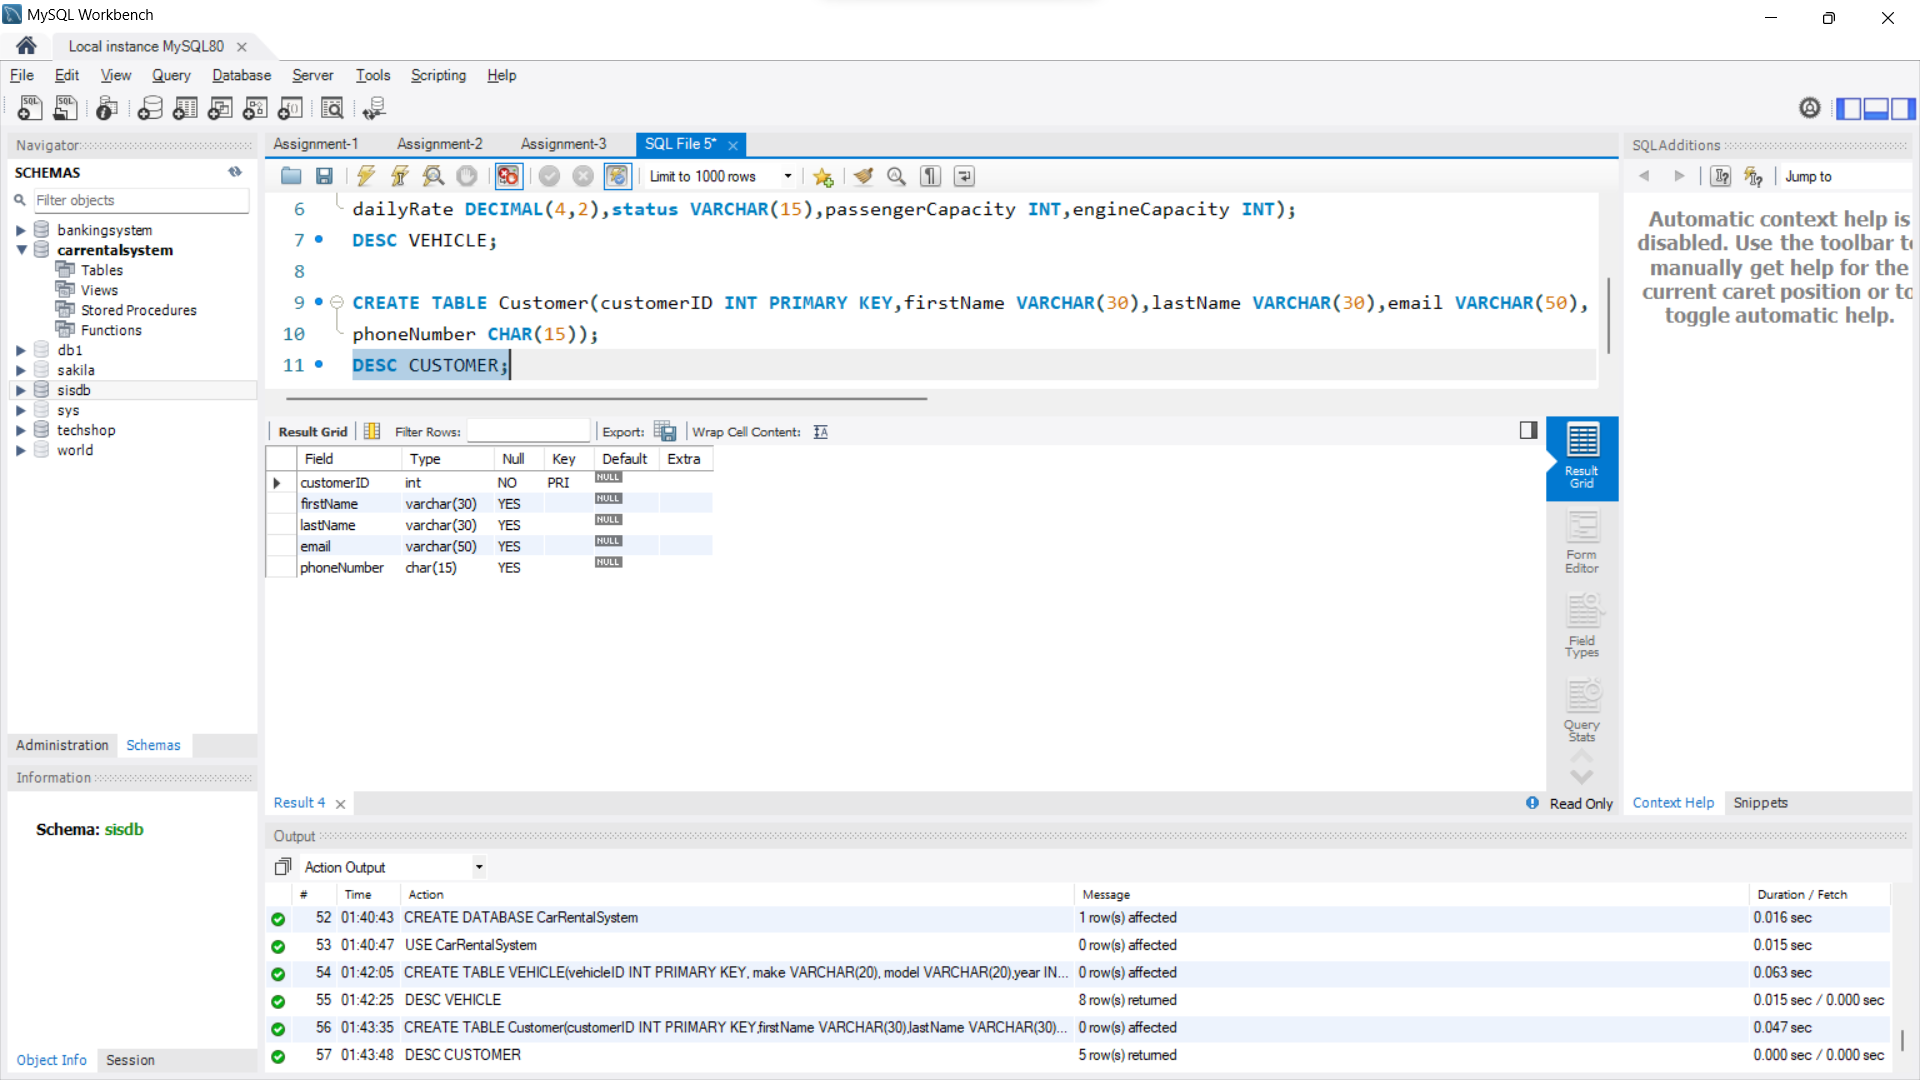 MySQL Workbench
Local instance MySQL80
File Edit View Query Database Server Tools Scripting Help
Navigator
SCHEMAS
Filter objects
bankingsystem
carrentalsystem
Tables
Views
Stored Procedures
Functions
db1
sakila
sisdb
sys
techshop
world
Administration Schemas
Information
Schema: sisdb
Object Info Session
Assignment-1 Assignment-2 Assignment-3 SQL File 5*
Limit to 1000 rows
6 dailyRate DECIMAL(4,2),status VARCHAR(15),passengerCapacity INT,engineCapacity INT);
7 DESC VEHICLE;
8
9 CREATE TABLE Customer(customerID INT PRIMARY KEY,firstName VARCHAR(30),lastName VARCHAR(30),email VARCHAR(50),
10 phoneNumber CHAR(15));
11 DESC CUSTOMER;
Result Grid Filter Rows: Export: Wrap Cell Content:
Field Type Null Key Default Extra
customerID int NO PRI NULL
firstName varchar(30) YES NULL
lastName varchar(30) YES NULL
email varchar(50) YES NULL
phoneNumber char(15) YES NULL
Result Grid
Form Editor
Field Types
Query Stats
Result 4
Read Only
SQLAdditions
Jump to
Automatic context help is
disabled. Use the toolbar to
manually get help for the
current caret position or to
toggle automatic help.
Context Help Snippets
Output
Action Output
# Time Action Message Duration / Fetch
52 01:40:43 CREATE DATABASE CarRentalSystem 1 row(s) affected 0.016 sec
53 01:40:47 USE CarRentalSystem 0 row(s) affected 0.015 sec
54 01:42:05 CREATE TABLE VEHICLE(vehicleID INT PRIMARY KEY, make VARCHAR(20), model VARCHAR(20),year IN... 0 row(s) affected 0.063 sec
55 01:42:25 DESC VEHICLE 8 row(s) returned 0.015 sec / 0.000 sec
56 01:43:35 CREATE TABLE Customer(customerID INT PRIMARY KEY,firstName VARCHAR(30),lastName VARCHAR(30)... 0 row(s) affected 0.047 sec
57 01:43:48 DESC CUSTOMER 5 row(s) returned 0.000 sec / 0.000 sec